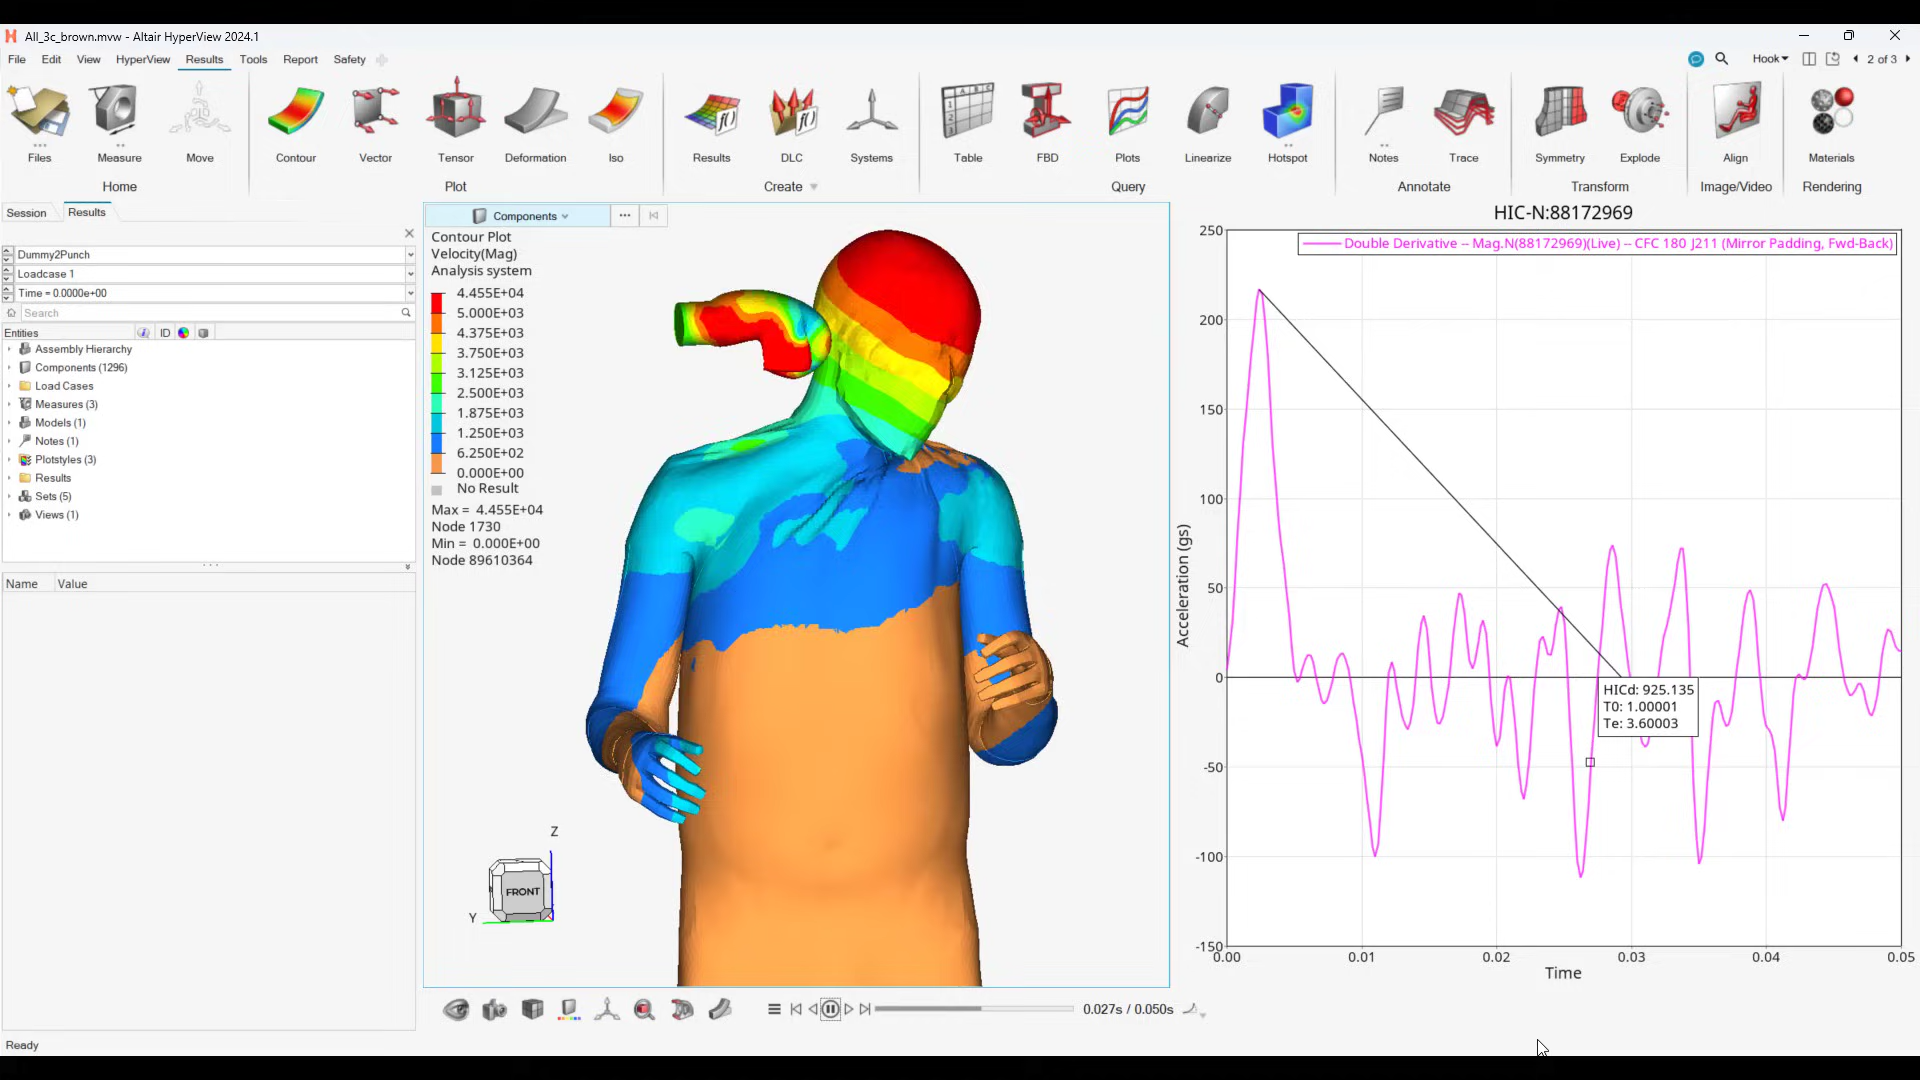 All_3c_brown.mvw - Altair HyperView 2024.1
File Edit View HyperView Results Tools Report Safety
Hook 2 of 3
Files Measure Move Contour Vector Tensor Deformation Iso Results DLC Systems Table FBD Plots Linearize Hotspot Notes Trace Symmetry Explode Align Materials
Home Plot Create Query Annotate Transform Image/Video Rendering
Session Results
Dummy2Punch
Loadcase 1
Time = 0.0000e+00
Search
Entities ID
Assembly Hierarchy
Components (1296)
Load Cases
Measures (3)
Models (1)
Notes (1)
Plotstyles (3)
Results
Sets (5)
Views (1)
Name Value
Components
Contour Plot
Velocity(Mag)
Analysis system
4.455E+04
5.000E+03
4.375E+03
3.750E+03
3.125E+03
2.500E+03
1.875E+03
1.250E+03
6.250E+02
0.000E+00
No Result
Max = 4.455E+04
Node 1730
Min = 0.000E+00
Node 89610364
Z
FRONT
Y
0.027s / 0.050s
HIC-N:88172969
Double Derivative -- Mag.N(88172969)(Live) -- CFC 180 J211 (Mirror Padding, Fwd-Back)
250
200
150
100
50
0
-50
-100
-150
Acceleration (gs)
HICd: 925.135
T0: 1.00001
Te: 3.60003
0.00 0.01 0.02 0.03 0.04 0.05
Time
Ready